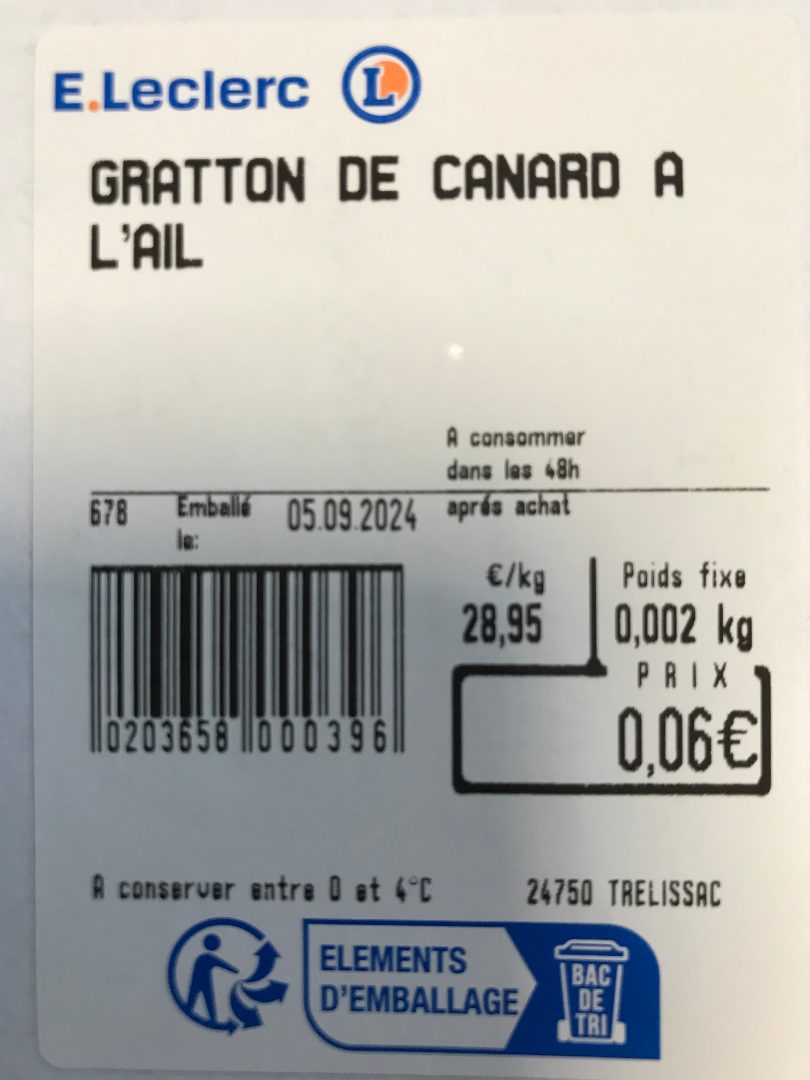 E.Leclerc L
GRATTON DE CANARD A
L'AIL
A consommer
dans les 48h
après achat
678 Emballé le: 05.09.2024
€/kg
28,95
Poids fixe
0,002 kg
PRIX
0,06€
0203658 000396
A conserver entre 0 et 4°C 24750 TRELISSAC
ELEMENTS
D'EMBALLAGE
BAC
DE
TRI